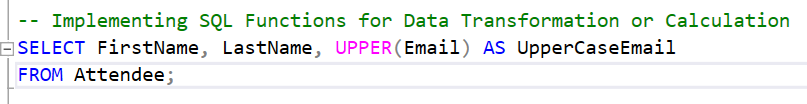 -- Implementing SQL Functions for Data Transformation or Calculation
SELECT FirstName, LastName, UPPER(Email) AS UpperCaseEmail
FROM Attendee;